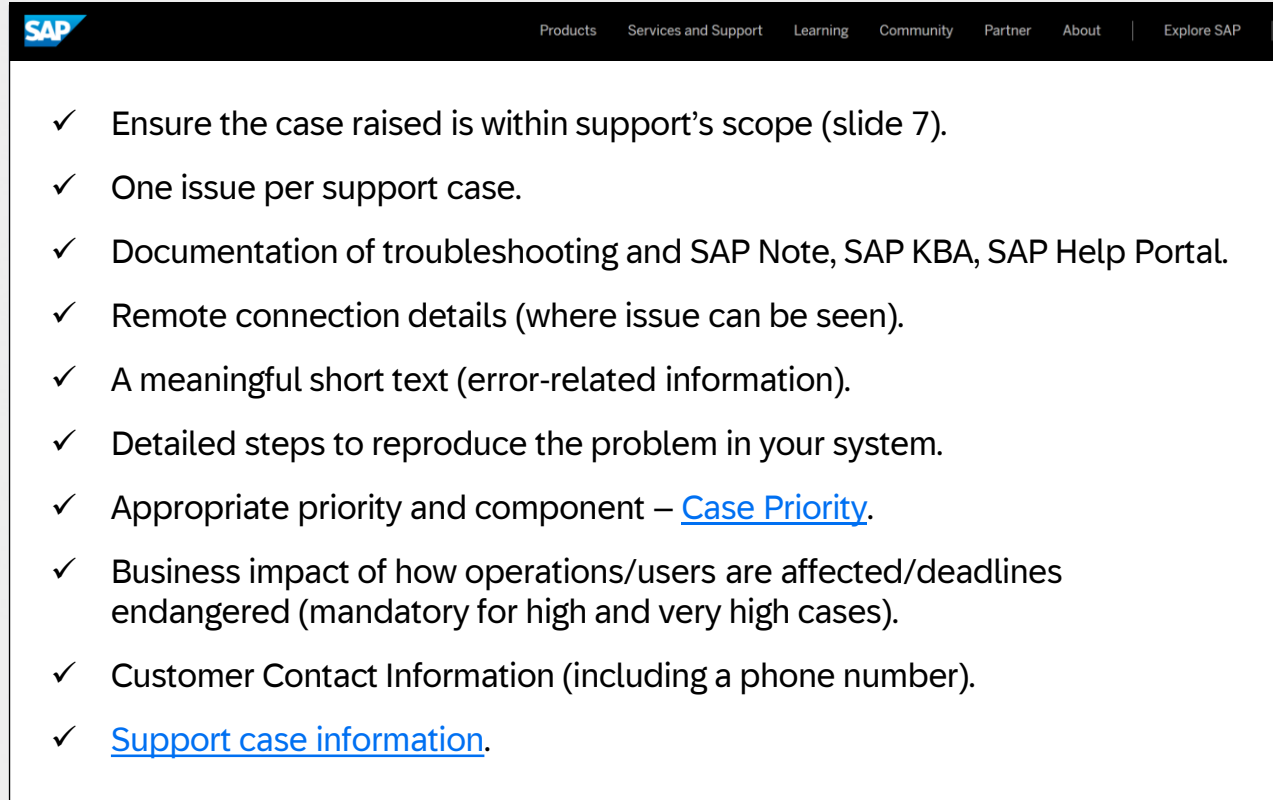 SAP
Products Services and Support Learning Community Partner About Explore SAP
✓ Ensure the case raised is within support’s scope (slide 7).
✓ One issue per support case.
✓ Documentation of troubleshooting and SAP Note, SAP KBA, SAP Help Portal.
✓ Remote connection details (where issue can be seen).
✓ A meaningful short text (error-related information).
✓ Detailed steps to reproduce the problem in your system.
✓ Appropriate priority and component – Case Priority.
✓ Business impact of how operations/users are affected/deadlines
endangered (mandatory for high and very high cases).
✓ Customer Contact Information (including a phone number).
✓ Support case information.